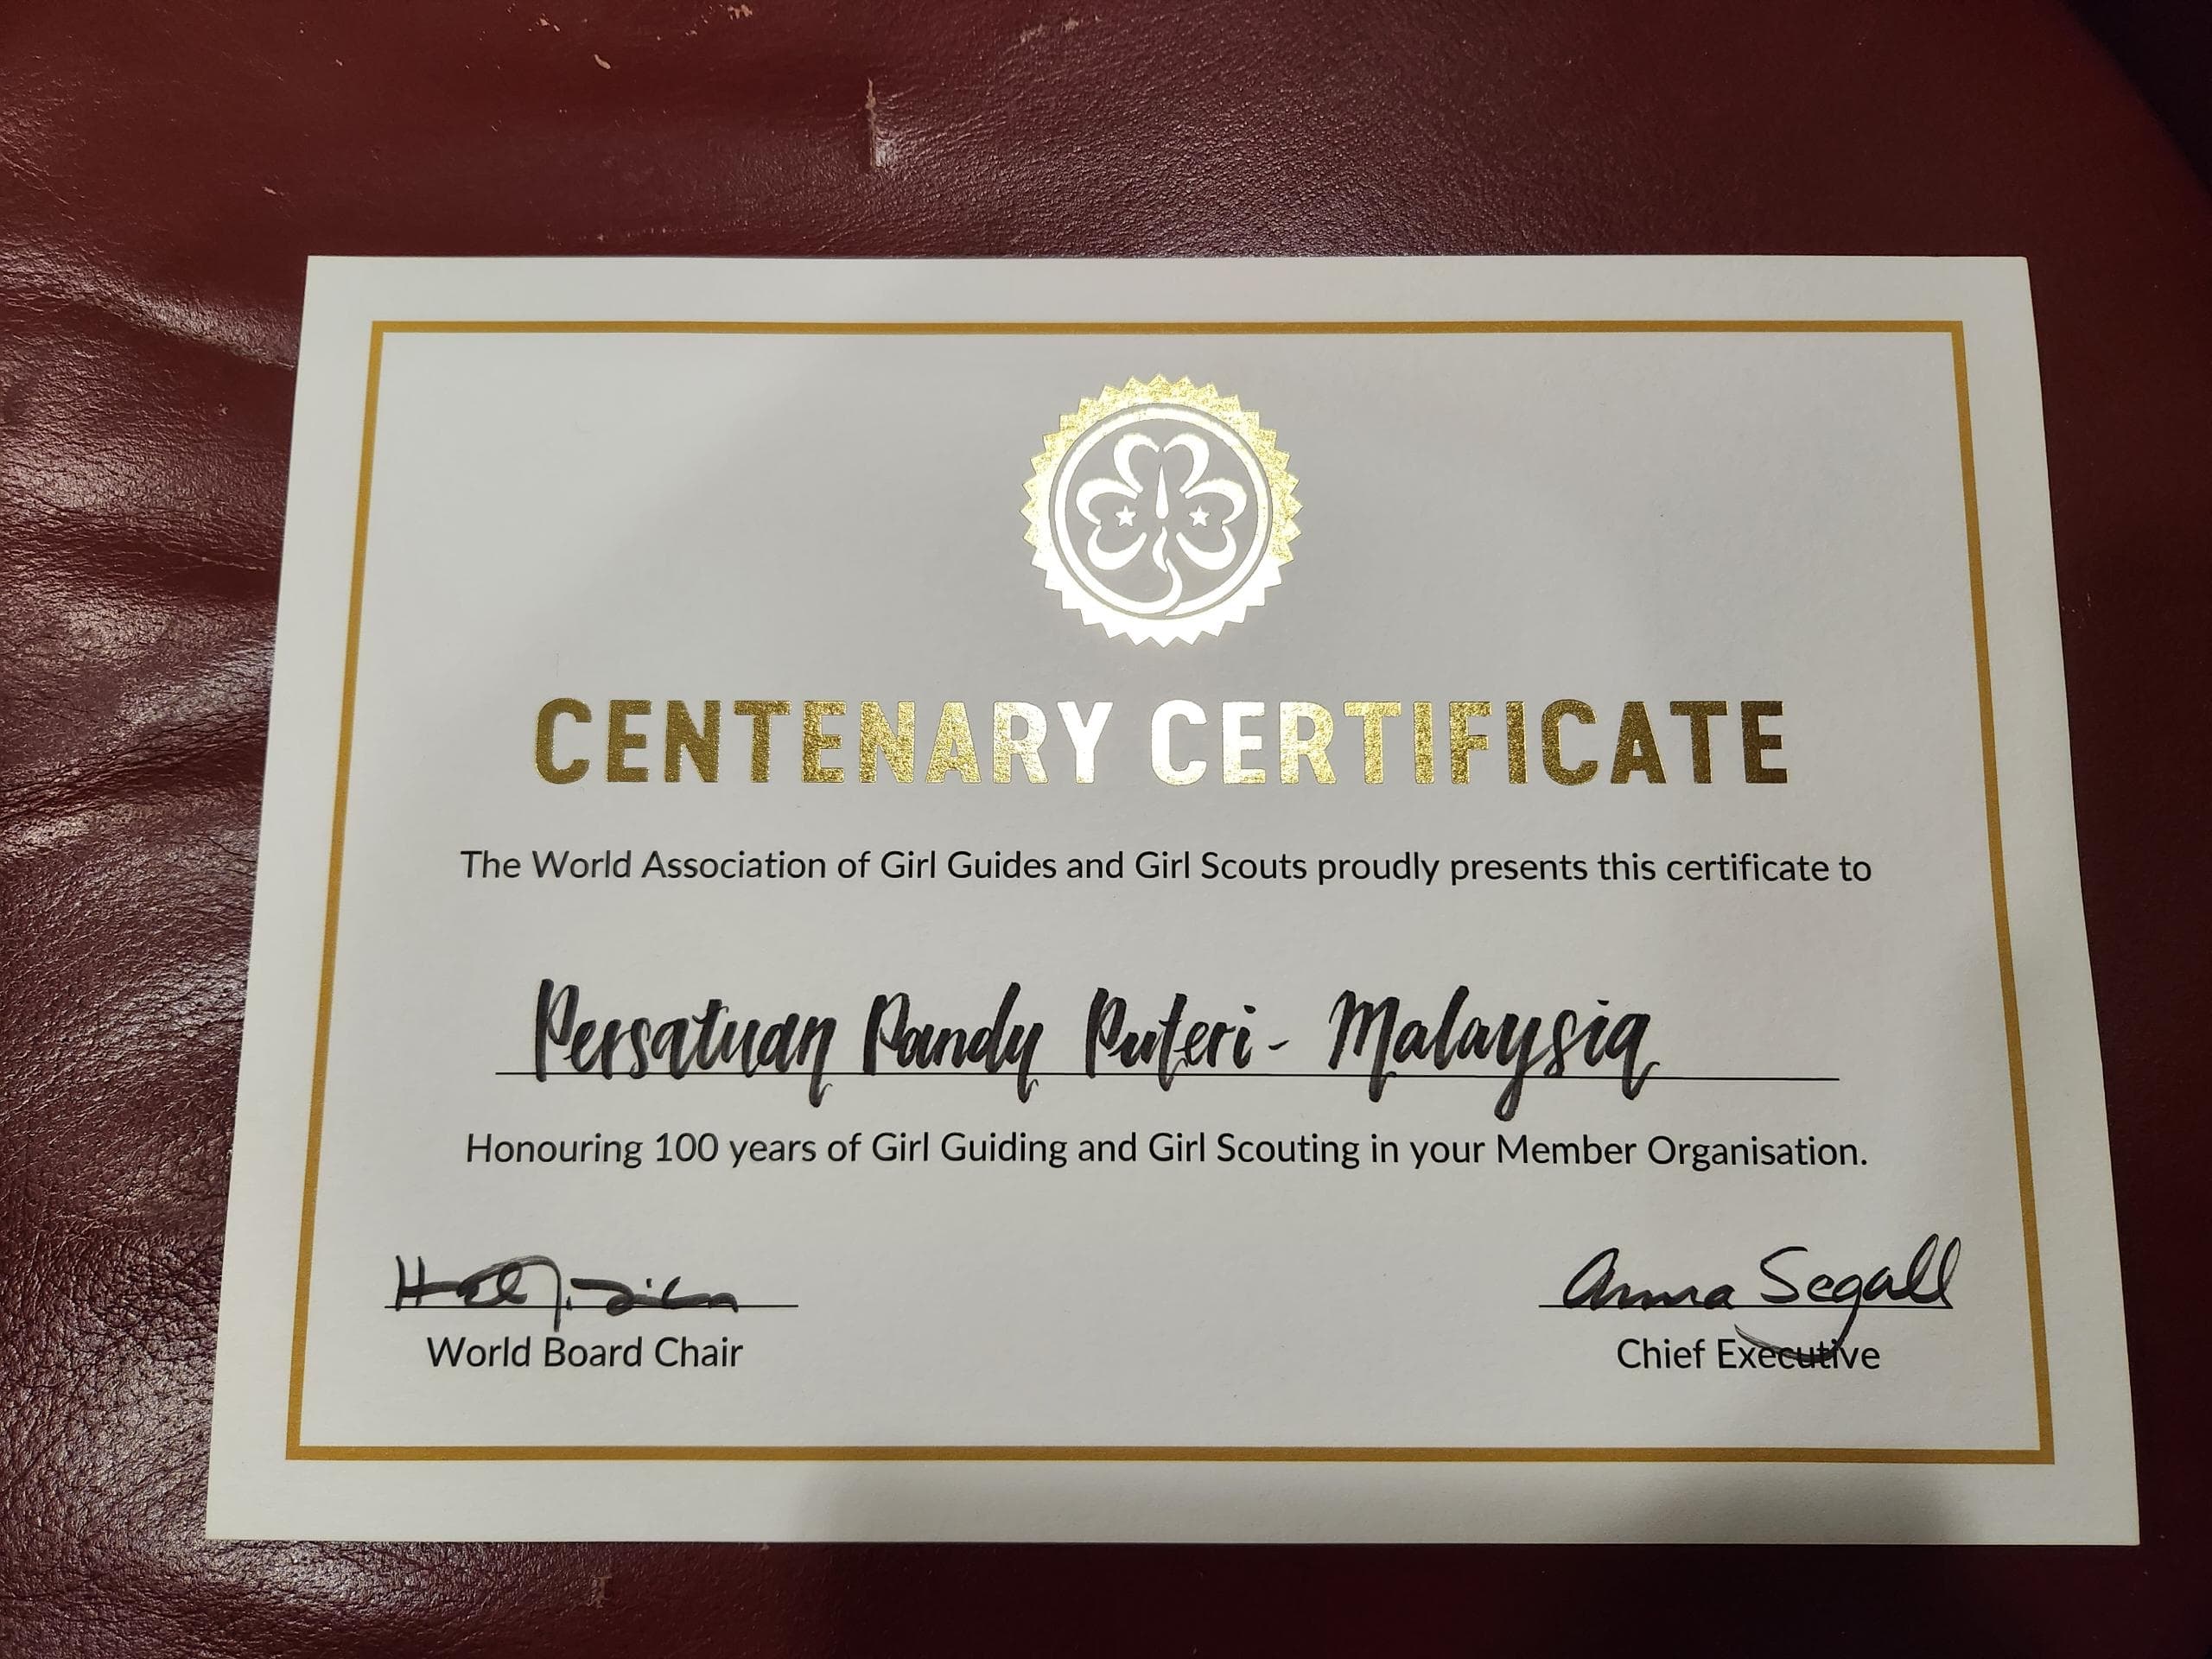 CENTENARY CERTIFICATE
The World Association of Girl Guides and Girl Scouts proudly presents this certificate to
Persatuan Pandu Puteri - Malaysia
Honouring 100 years of Girl Guiding and Girl Scouting in your Member Organisation.
Anna Segall
World Board Chair
Chief Executive